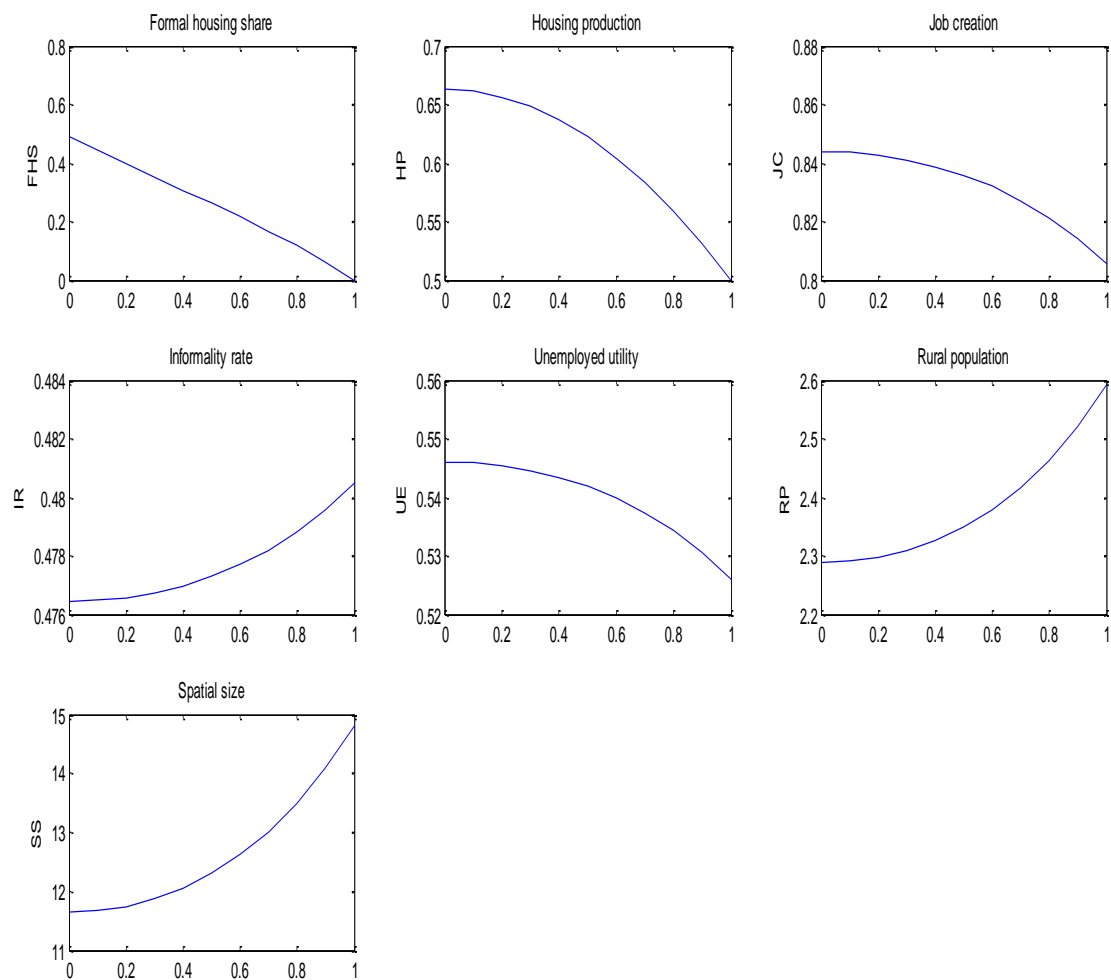 Formal housing share
0.8
0.6
0.4
0.2
0
FHS
0 0.2 0.4 0.6 0.8 1
Housing production
0.7
0.65
0.6
0.55
0.5
HP
0 0.2 0.4 0.6 0.8 1
Job creation
0.88
0.86
0.84
0.82
0.8
JC
0 0.2 0.4 0.6 0.8 1
Informality rate
0.484
0.482
0.48
0.478
0.476
IR
0 0.2 0.4 0.6 0.8 1
Unemployed utility
0.56
0.55
0.54
0.53
0.52
UE
0 0.2 0.4 0.6 0.8 1
Rural population
2.6
2.5
2.4
2.3
2.2
RP
0 0.2 0.4 0.6 0.8 1
Spatial size
15
14
13
12
11
SS
0 0.2 0.4 0.6 0.8 1